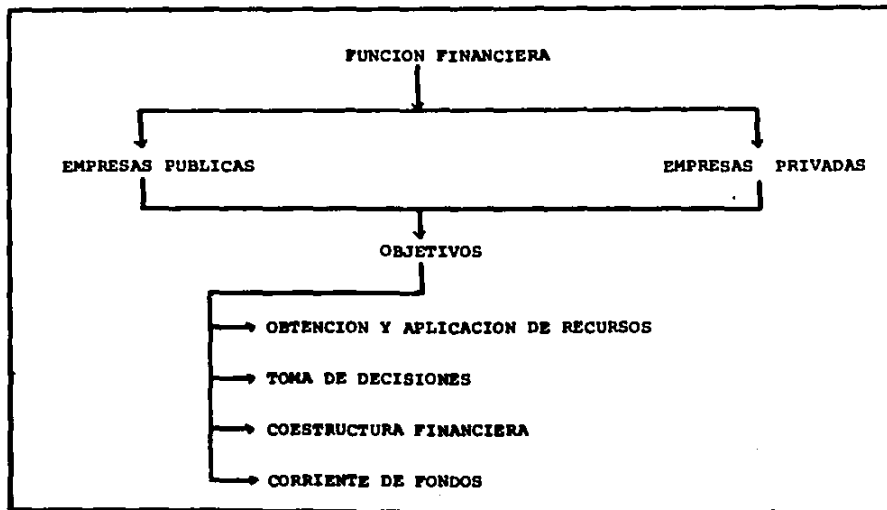 FUNCION FINANCIERA
EMPRESAS PUBLICAS
EMPRESAS PRIVADAS
OBJETIVOS
OBTENCION Y APLICACION DE RECURSOS
TOMA DE DECISIONES
COESTRUCTURA FINANCIERA
CORRIENTE DE FONDOS